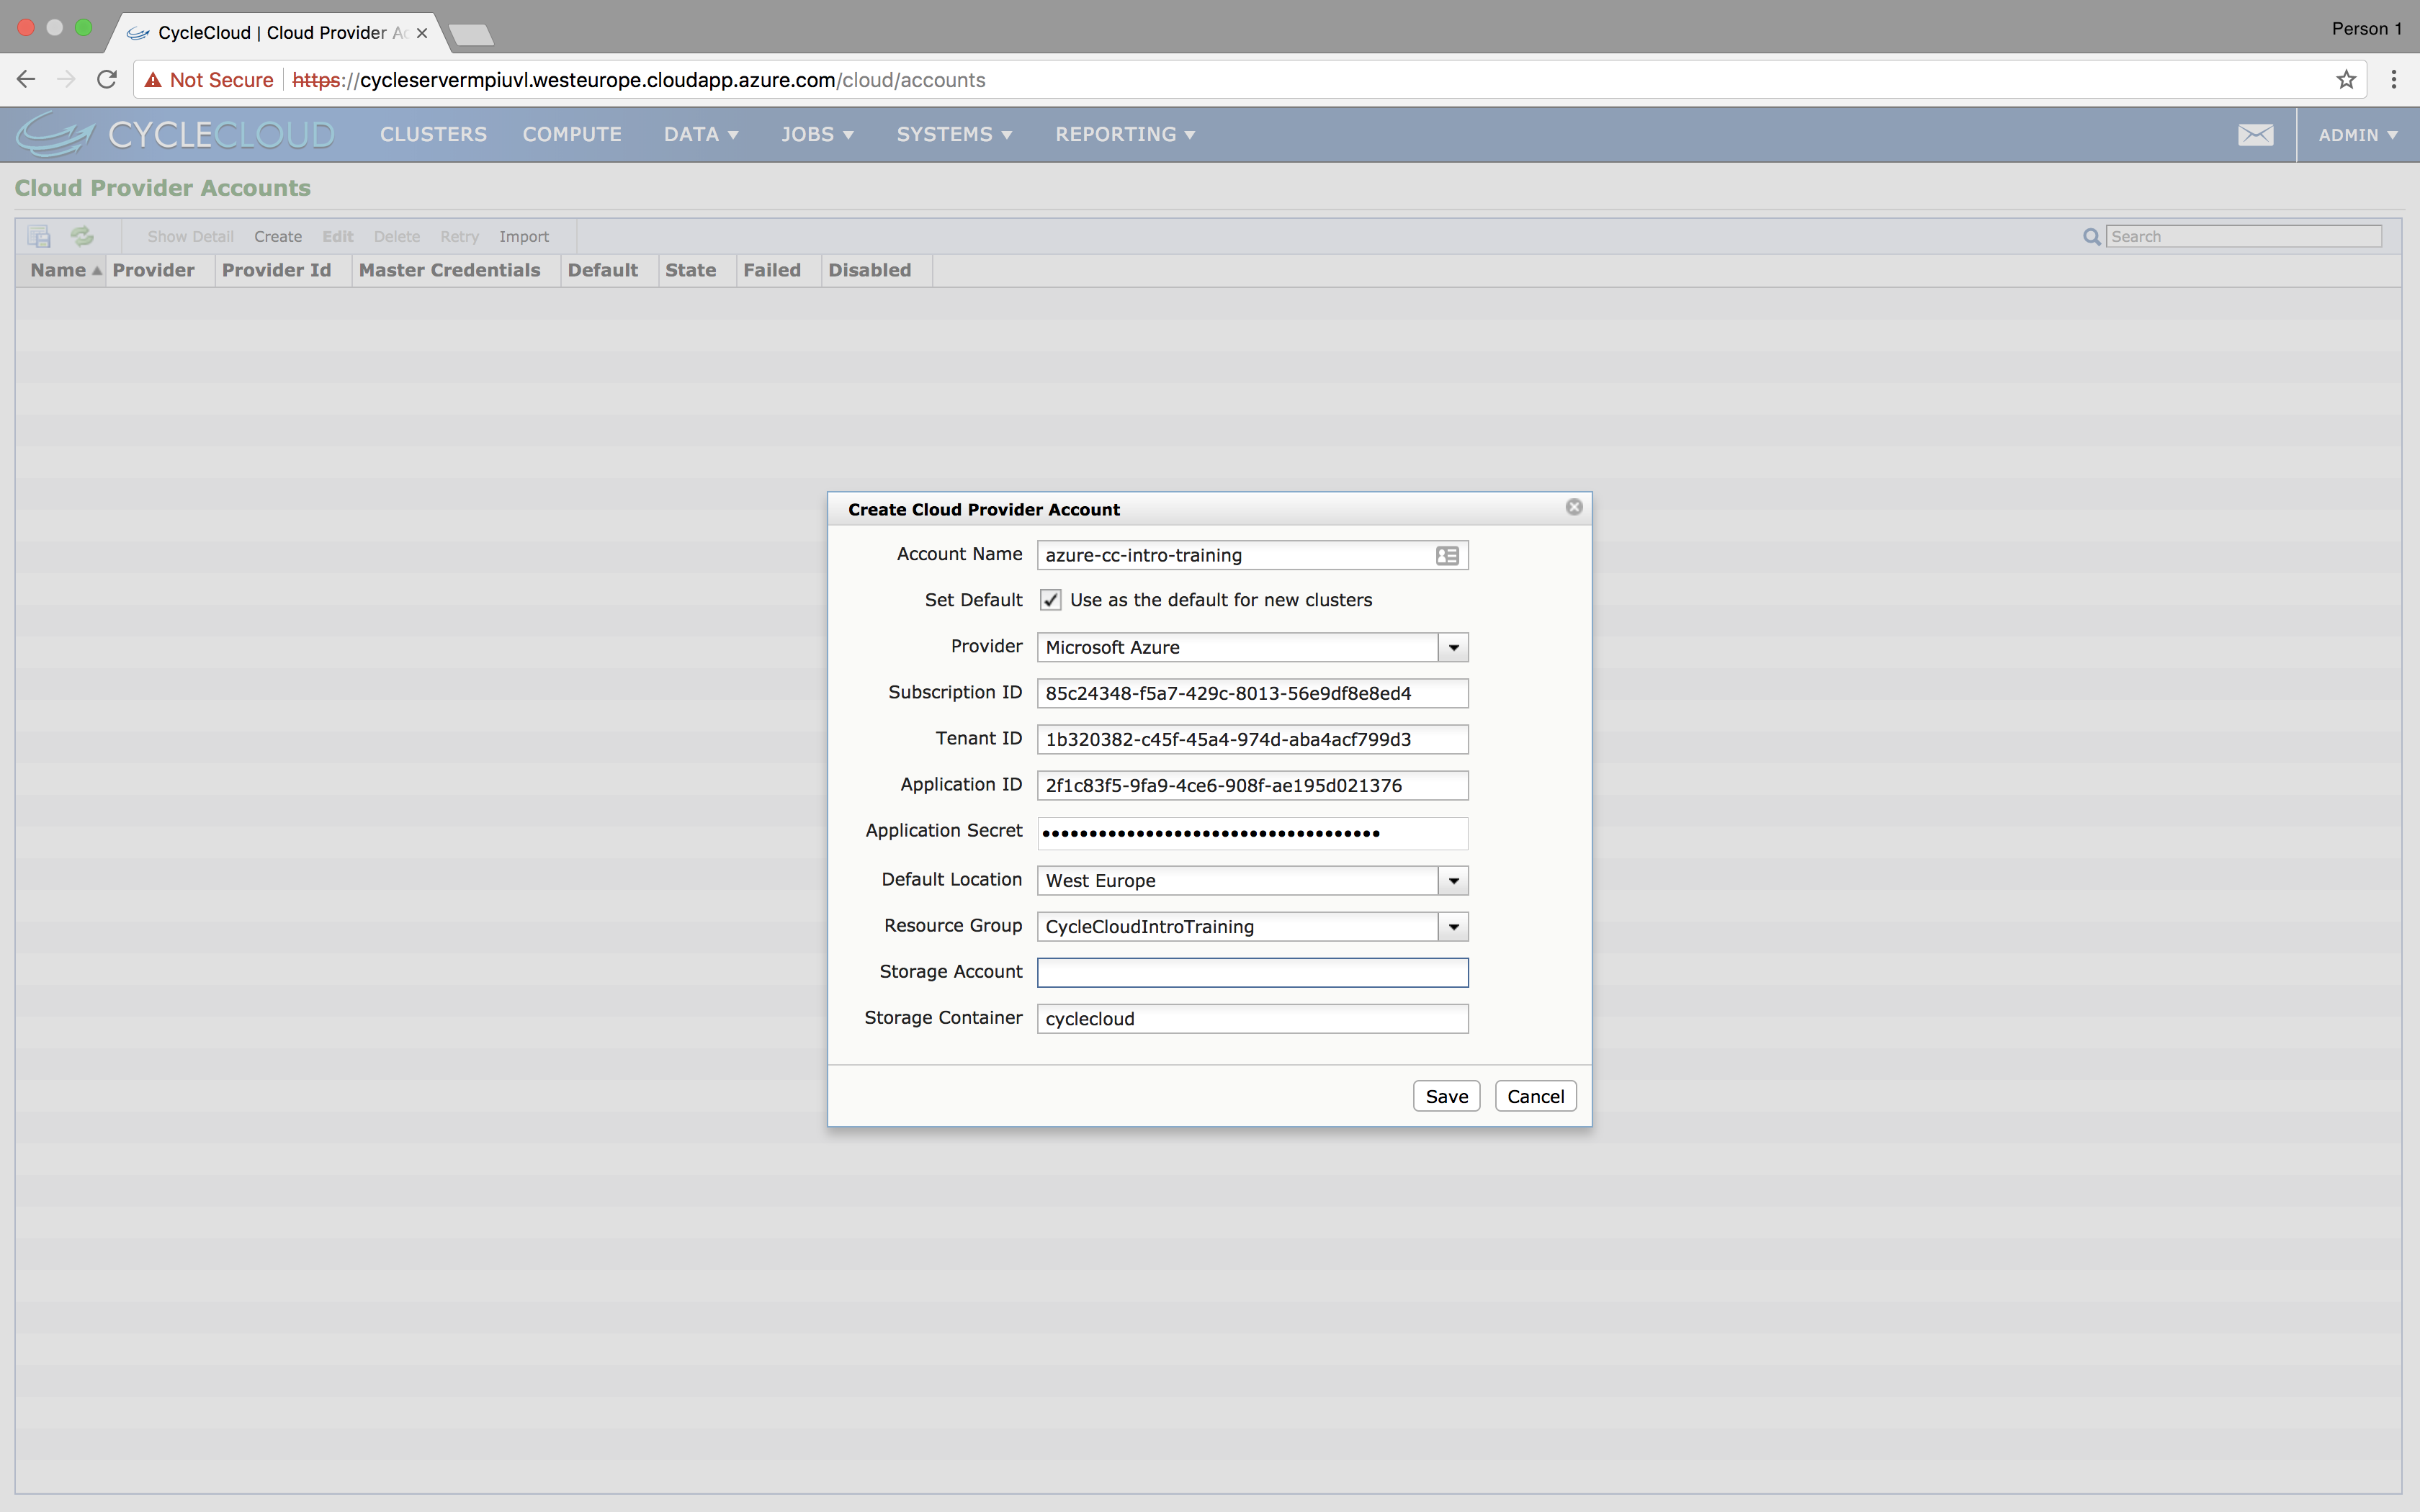 CycleCloud | Cloud Provider Ac
Person 1
Not Secure https://cycleservermpiuvl.westeurope.cloudapp.azure.com/cloud/accounts
CYCLECLOUD CLUSTERS COMPUTE DATA JOBS SYSTEMS REPORTING ADMIN
Cloud Provider Accounts
Show Detail Create Edit Delete Retry Import Search
Name Provider Provider Id Master Credentials Default State Failed Disabled
Create Cloud Provider Account
Account Name azure-cc-intro-training
Set Default Use as the default for new clusters
Provider Microsoft Azure
Subscription ID 85c24348-f5a7-429c-8013-56e9df8e8ed4
Tenant ID 1b320382-c45f-45a4-974d-aba4acf799d3
Application ID 2f1c83f5-9fa9-4ce6-908f-ae195d021376
Application Secret ••••••••••••••••••••••••••••••••••••
Default Location West Europe
Resource Group CycleCloudIntroTraining
Storage Account
Storage Container cyclecloud
Save Cancel